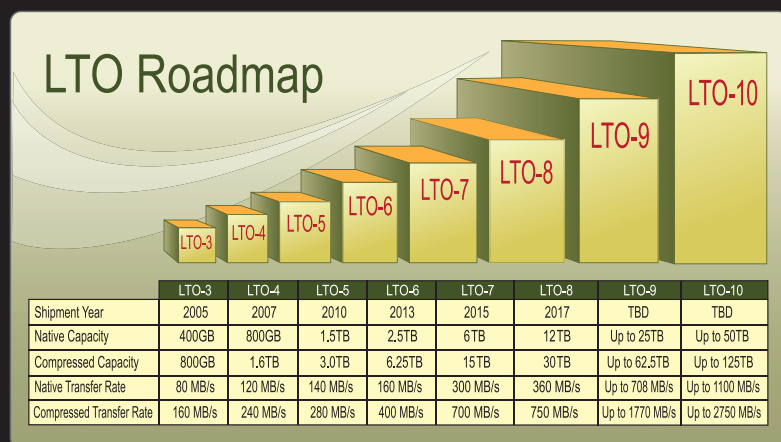 LTO Roadmap
LTO-3
LTO-4
LTO-5
LTO-6
LTO-7
LTO-8
LTO-9
LTO-10
LTO-3 LTO-4 LTO-5 LTO-6 LTO-7 LTO-8 LTO-9 LTO-10
Shipment Year 2005 2007 2010 2013 2015 2017 TBD TBD
Native Capacity 400GB 800GB 1.5TB 2.5TB 6TB 12TB Up to 25TB Up to 50TB
Compressed Capacity 800GB 1.6TB 3.0TB 6.25TB 15TB 30TB Up to 62.5TB Up to 125TB
Native Transfer Rate 80 MB/s 120 MB/s 140 MB/s 160 MB/s 300 MB/s 360 MB/s Up to 708 MB/s Up to 1100 MB/s
Compressed Transfer Rate 160 MB/s 240 MB/s 280 MB/s 400 MB/s 700 MB/s 750 MB/s Up to 1770 MB/s Up to 2750 MB/s